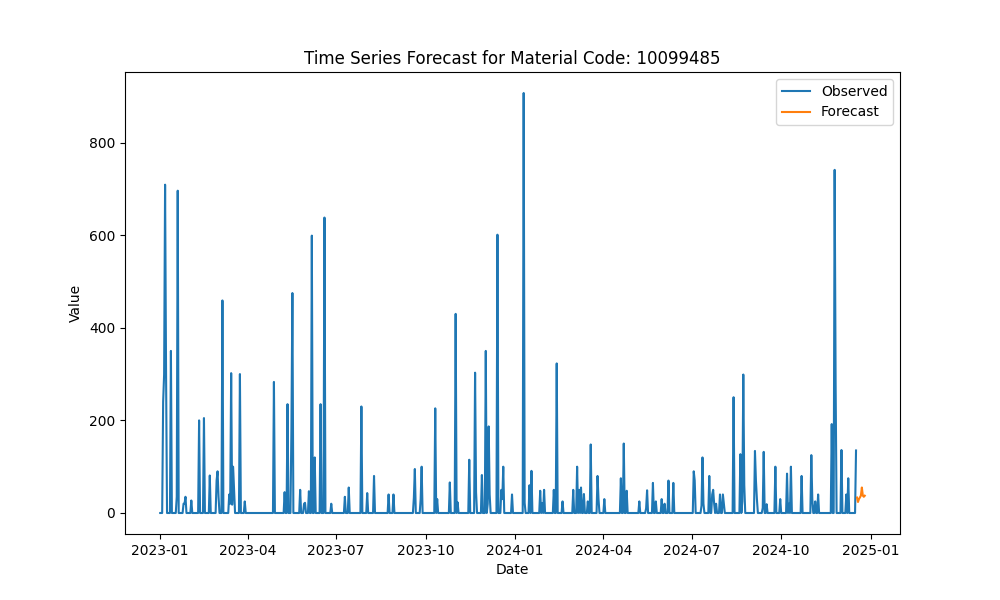 Time Series Forecast for Material Code: 10099485
Observed
Forecast
800
600
400
200
0
Value
2023-01 2023-04 2023-07 2023-10 2024-01 2024-04 2024-07 2024-10 2025-01
Date